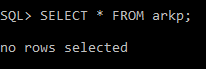 SQL> SELECT * FROM arkp;
no rows selected